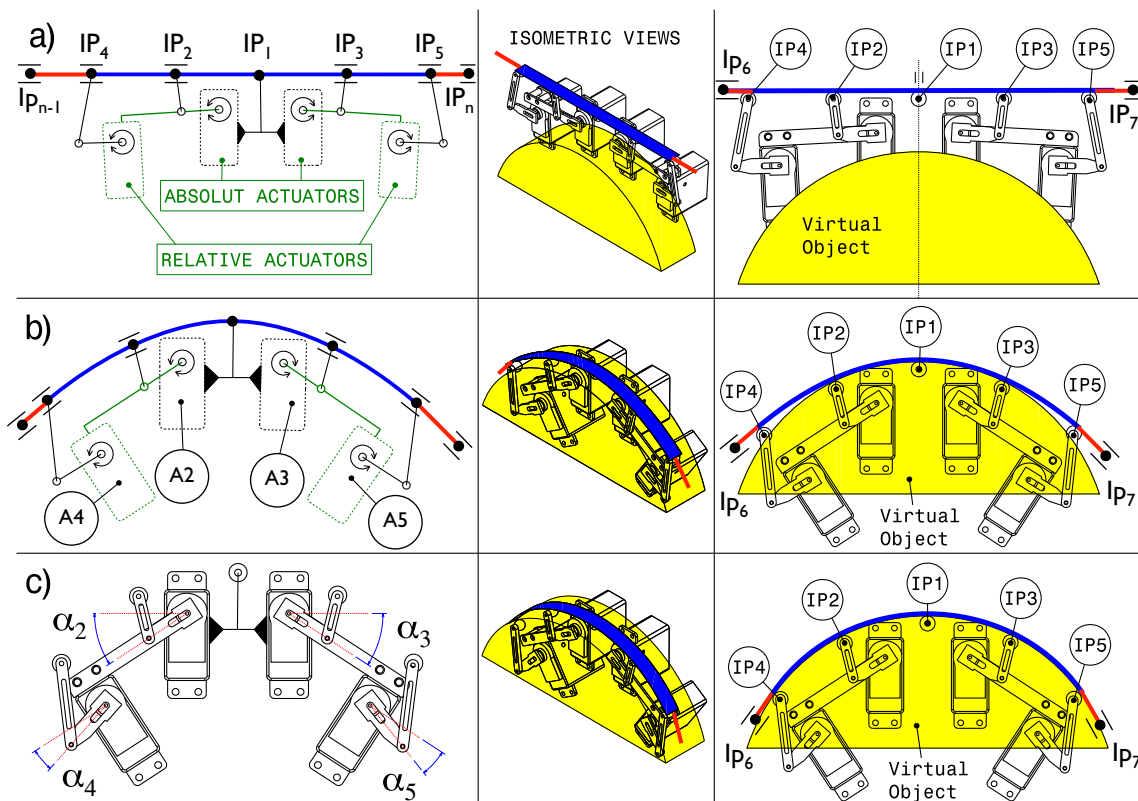 a)
IP4 IP2 IP1 IP3 IP5
Ipn-1
IPn
ABSOLUT ACTUATORS
RELATIVE ACTUATORS
ISOMETRIC VIEWS
IP4 IP2 IP1 IP3 IP5
Ip6
IP7
Virtual
Object
b)
A4
A2
A3
A5
IP1
IP2
IP3
IP4
IP5
Ip6
Ip7
Virtual
Object
c)
α2
α3
α4
α5
IP1
IP2
IP3
IP4
IP5
Ip6
Ip7
Virtual
Object